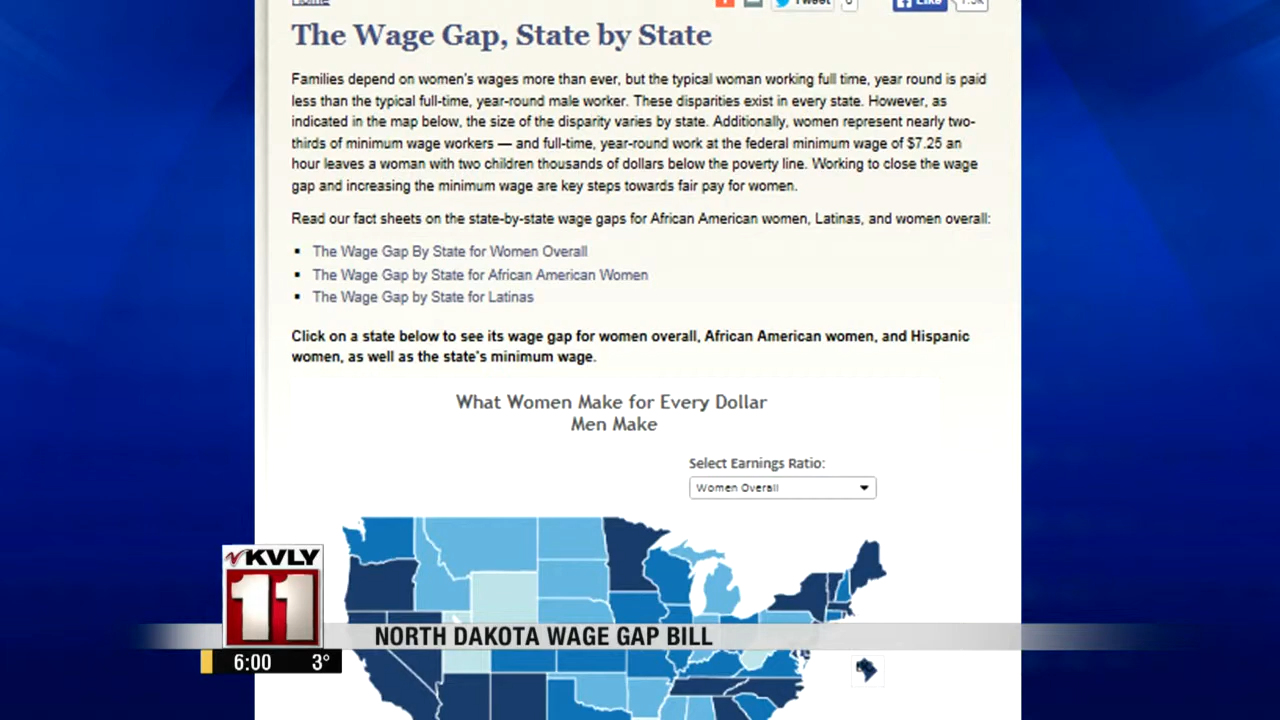 Home
Tweet
0
Like
1.5k
The Wage Gap, State by State
Families depend on women's wages more than ever, but the typical woman working full time, year round is paid
less than the typical full-time, year-round male worker. These disparities exist in every state. However, as
indicated in the map below, the size of the disparity varies by state. Additionally, women represent nearly two-
thirds of minimum wage workers — and full-time, year-round work at the federal minimum wage of $7.25 an
hour leaves a woman with two children thousands of dollars below the poverty line. Working to close the wage
gap and increasing the minimum wage are key steps towards fair pay for women.
Read our fact sheets on the state-by-state wage gaps for African American women, Latinas, and women overall:
▪ The Wage Gap By State for Women Overall
▪ The Wage Gap by State for African American Women
▪ The Wage Gap by State for Latinas
Click on a state below to see its wage gap for women overall, African American women, and Hispanic
women, as well as the state's minimum wage.
What Women Make for Every Dollar
Men Make
Select Earnings Ratio:
Women Overall
KVLY
11
NORTH DAKOTA WAGE GAP BILL
6:00 3°